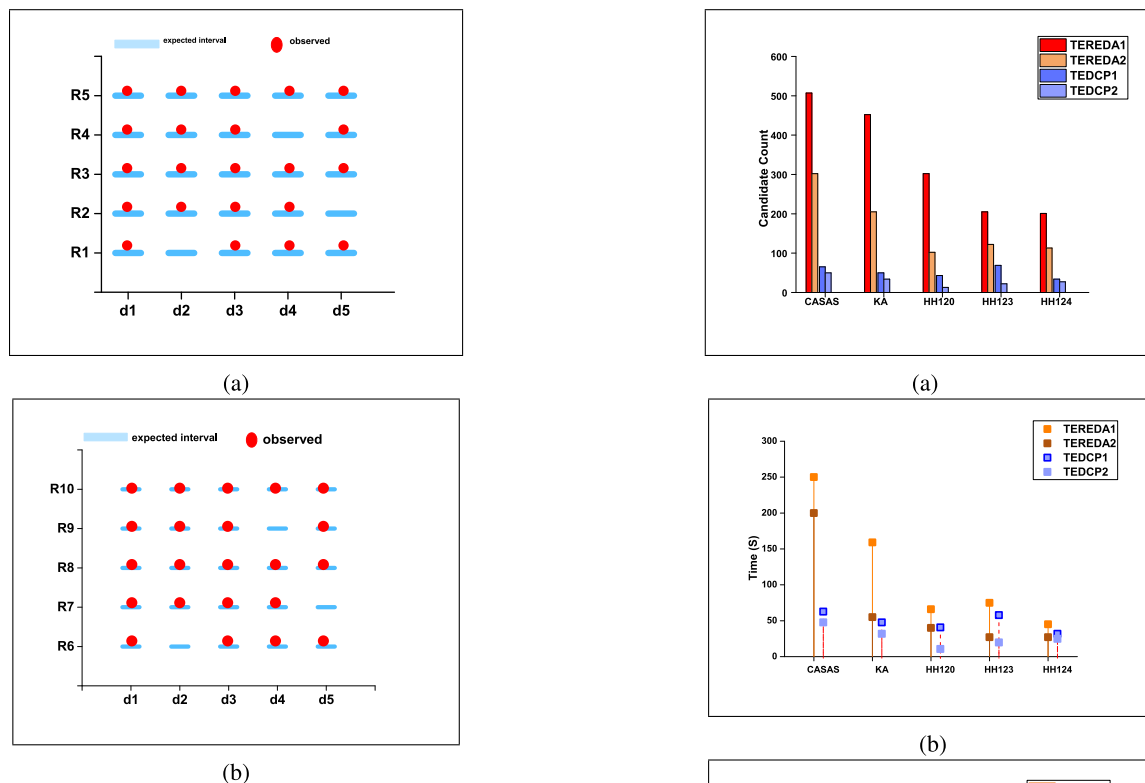 expected interval observed
R5
R4
R3
R2
R1
d1 d2 d3 d4 d5
(a)
expected interval observed
R10
R9
R8
R7
R6
d1 d2 d3 d4 d5
(b)
TEREDA1
TEREDA2
TEDCP1
TEDCP2
Candidate Count
600
500
400
300
200
100
0
CASAS KA HH120 HH123 HH124
(a)
TEREDA1
TEREDA2
TEDCP1
TEDCP2
Time (S)
300
250
200
150
100
50
0
CASAS KA HH120 HH123 HH124
(b)